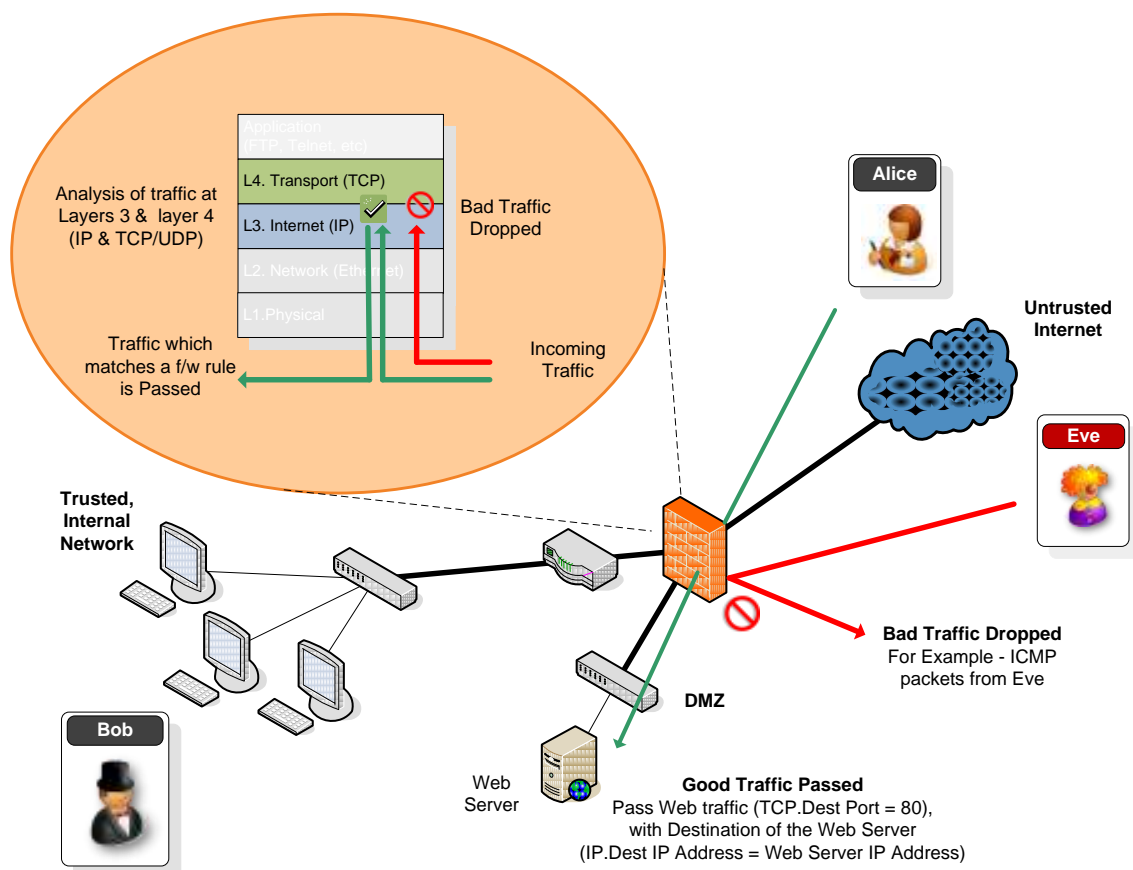 Application
(FTP, Telnet, etc)
L4. Transport (TCP)
L3. Internet (IP)
L2. Network (Ethernet)
L1.Physical
Analysis of traffic at
Layers 3 & layer 4
(IP & TCP/UDP)
Bad Traffic
Dropped
Traffic which
matches a f/w rule
is Passed
Incoming
Traffic
Alice
Untrusted
Internet
Eve
Trusted,
Internal
Network
Bad Traffic Dropped
For Example - ICMP
packets from Eve
DMZ
Bob
Web
Server
Good Traffic Passed
Pass Web traffic (TCP.Dest Port = 80),
with Destination of the Web Server
(IP.Dest IP Address = Web Server IP Address)